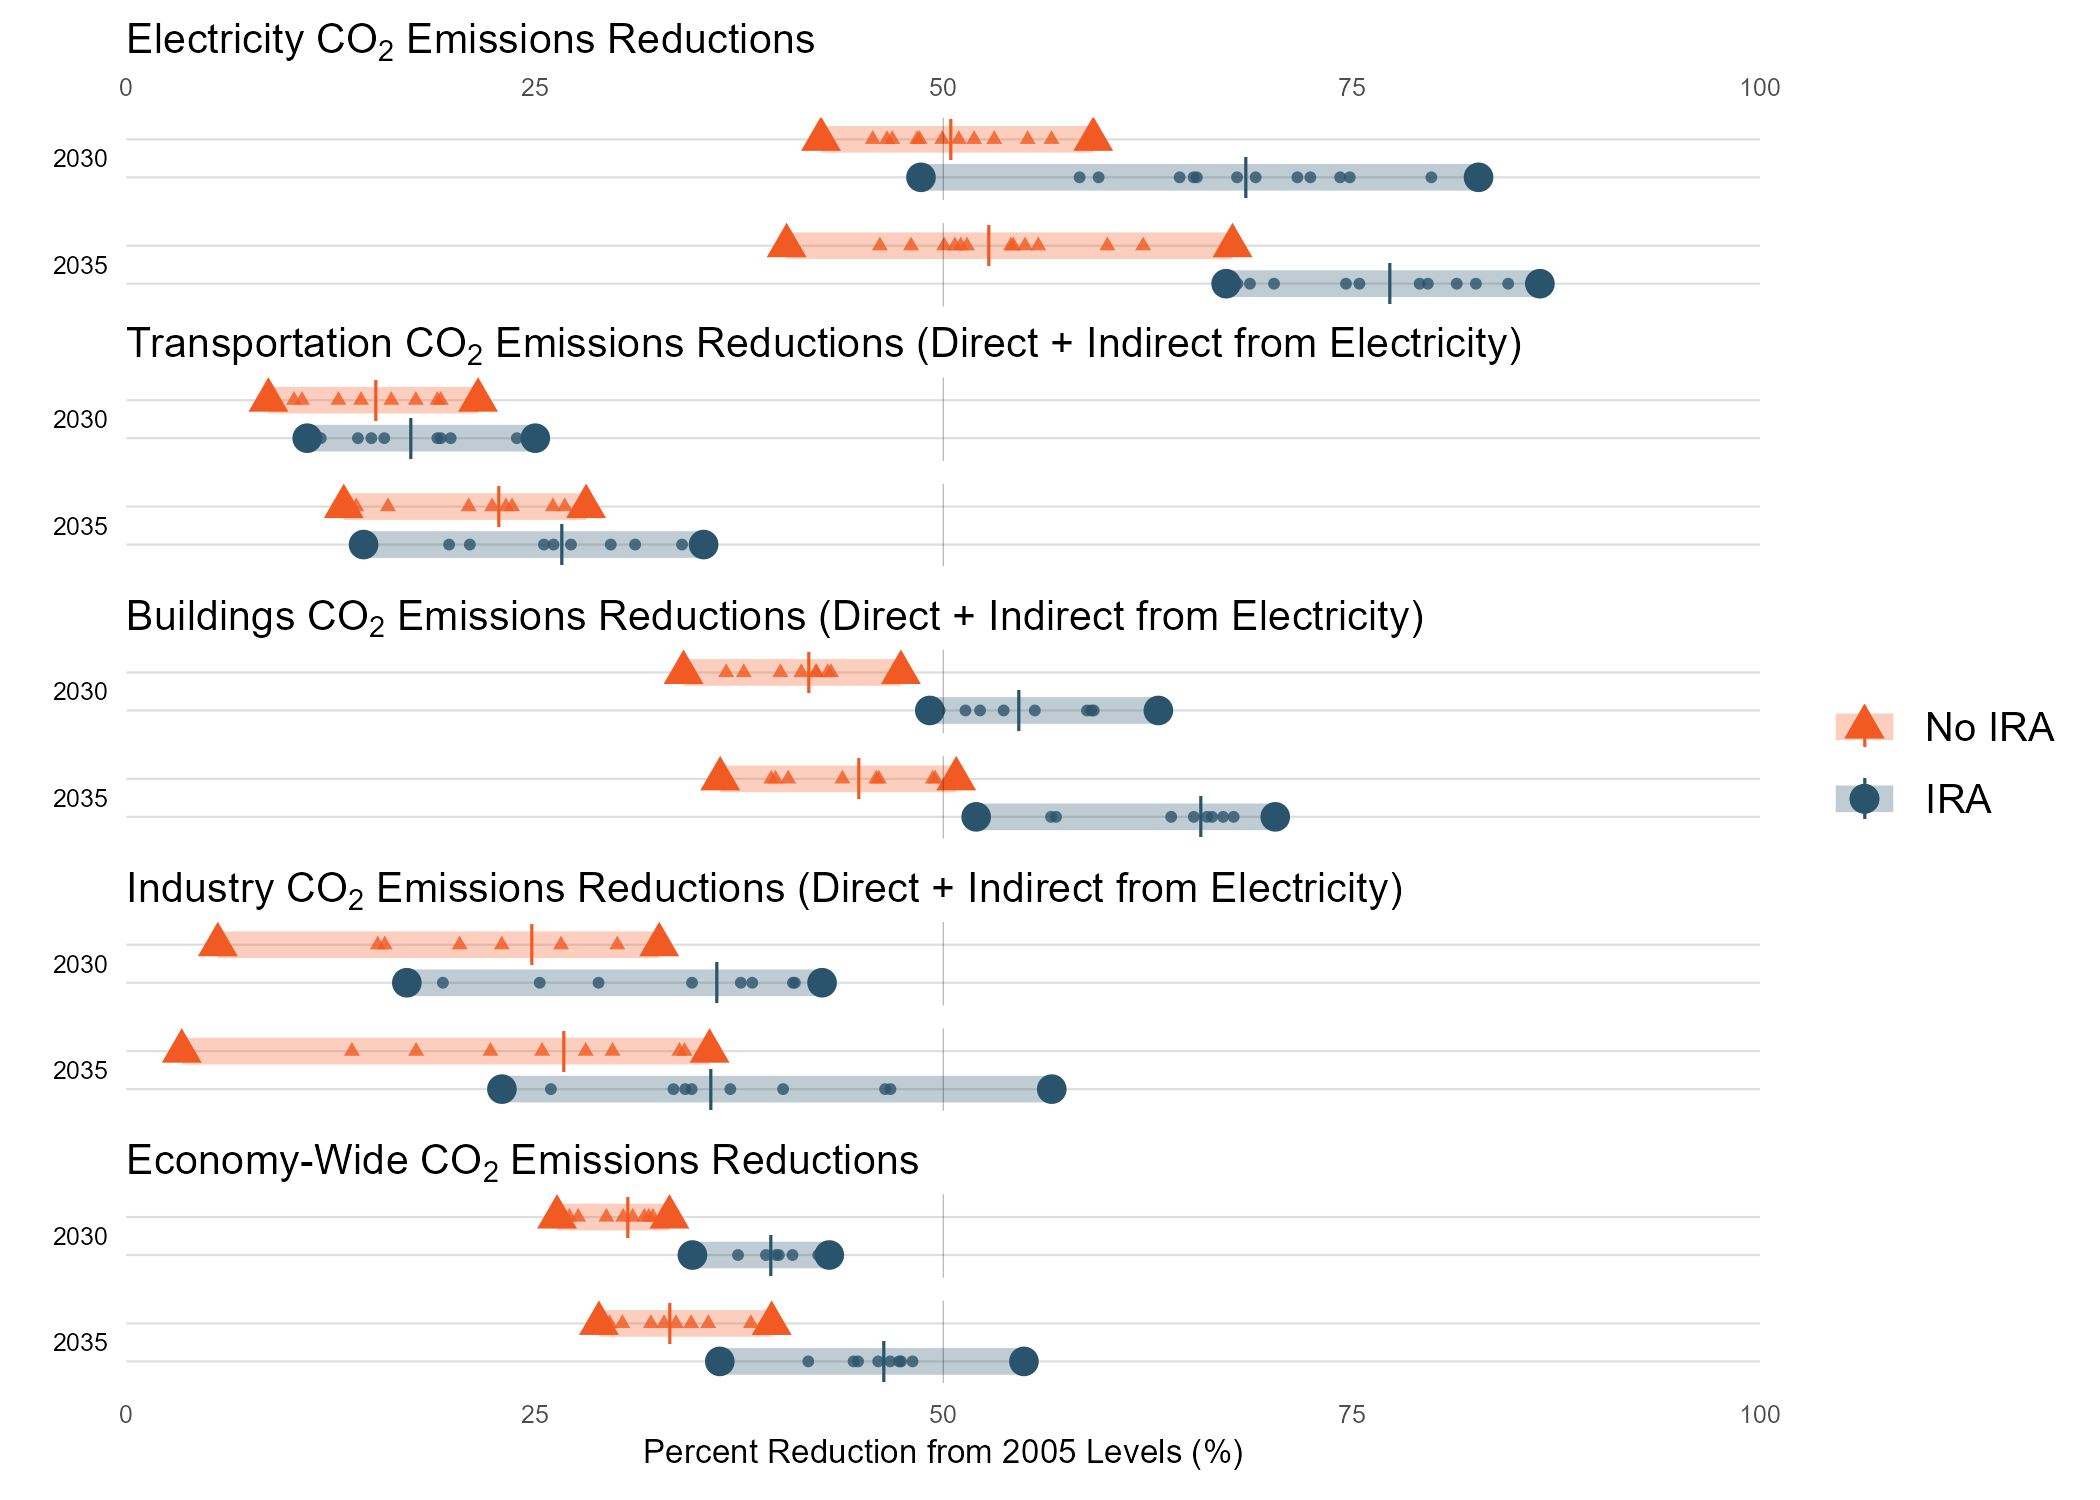 Electricity CO₂ Emissions Reductions
0 25 50 75 100
2030
2035
Transportation CO₂ Emissions Reductions (Direct + Indirect from Electricity)
2030
2035
Buildings CO₂ Emissions Reductions (Direct + Indirect from Electricity)
2030
No IRA
2035
IRA
Industry CO₂ Emissions Reductions (Direct + Indirect from Electricity)
2030
2035
Economy-Wide CO₂ Emissions Reductions
2030
2035
0 25 50 75 100
Percent Reduction from 2005 Levels (%)